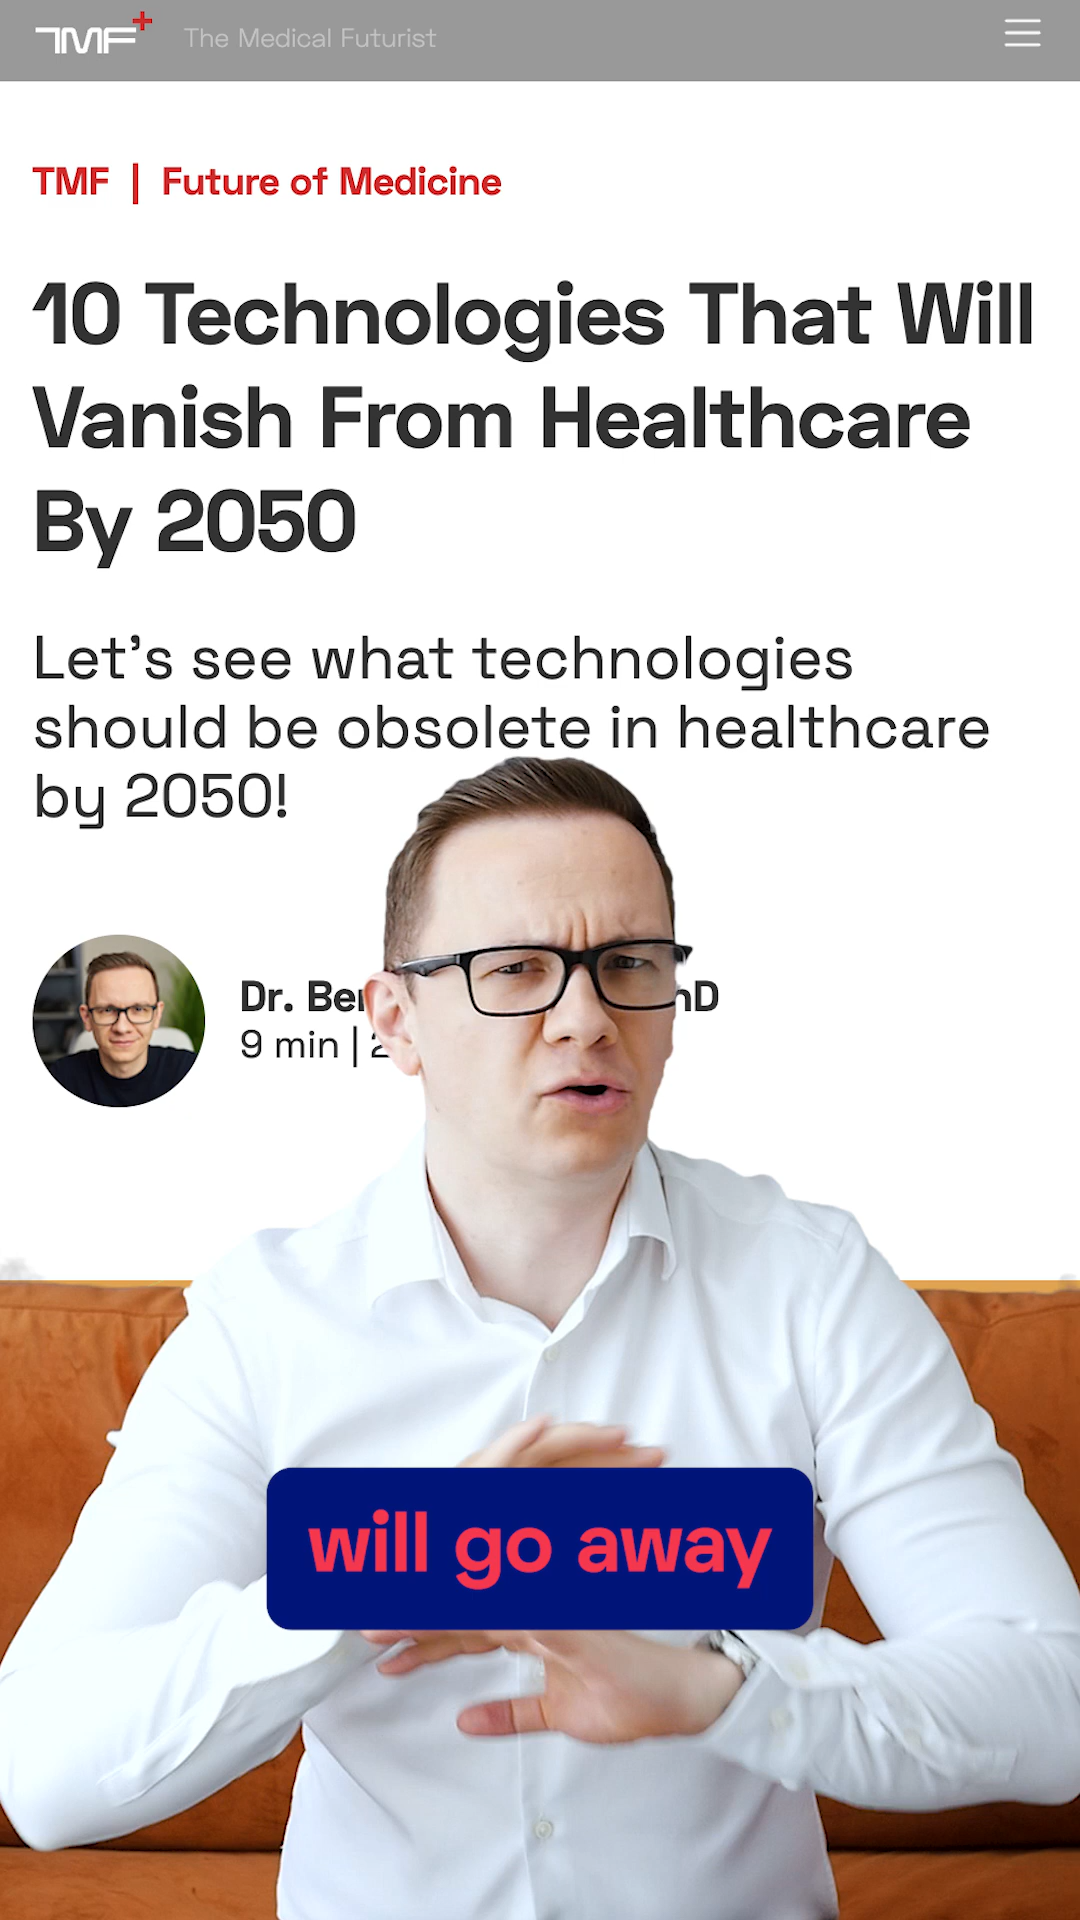 TMF+ The Medical Futurist
TMF | Future of Medicine
10 Technologies That Will
Vanish From Healthcare
By 2050
Let's see what technologies
should be obsolete in healthcare
by 2050!
Dr.
9 min |
will go away